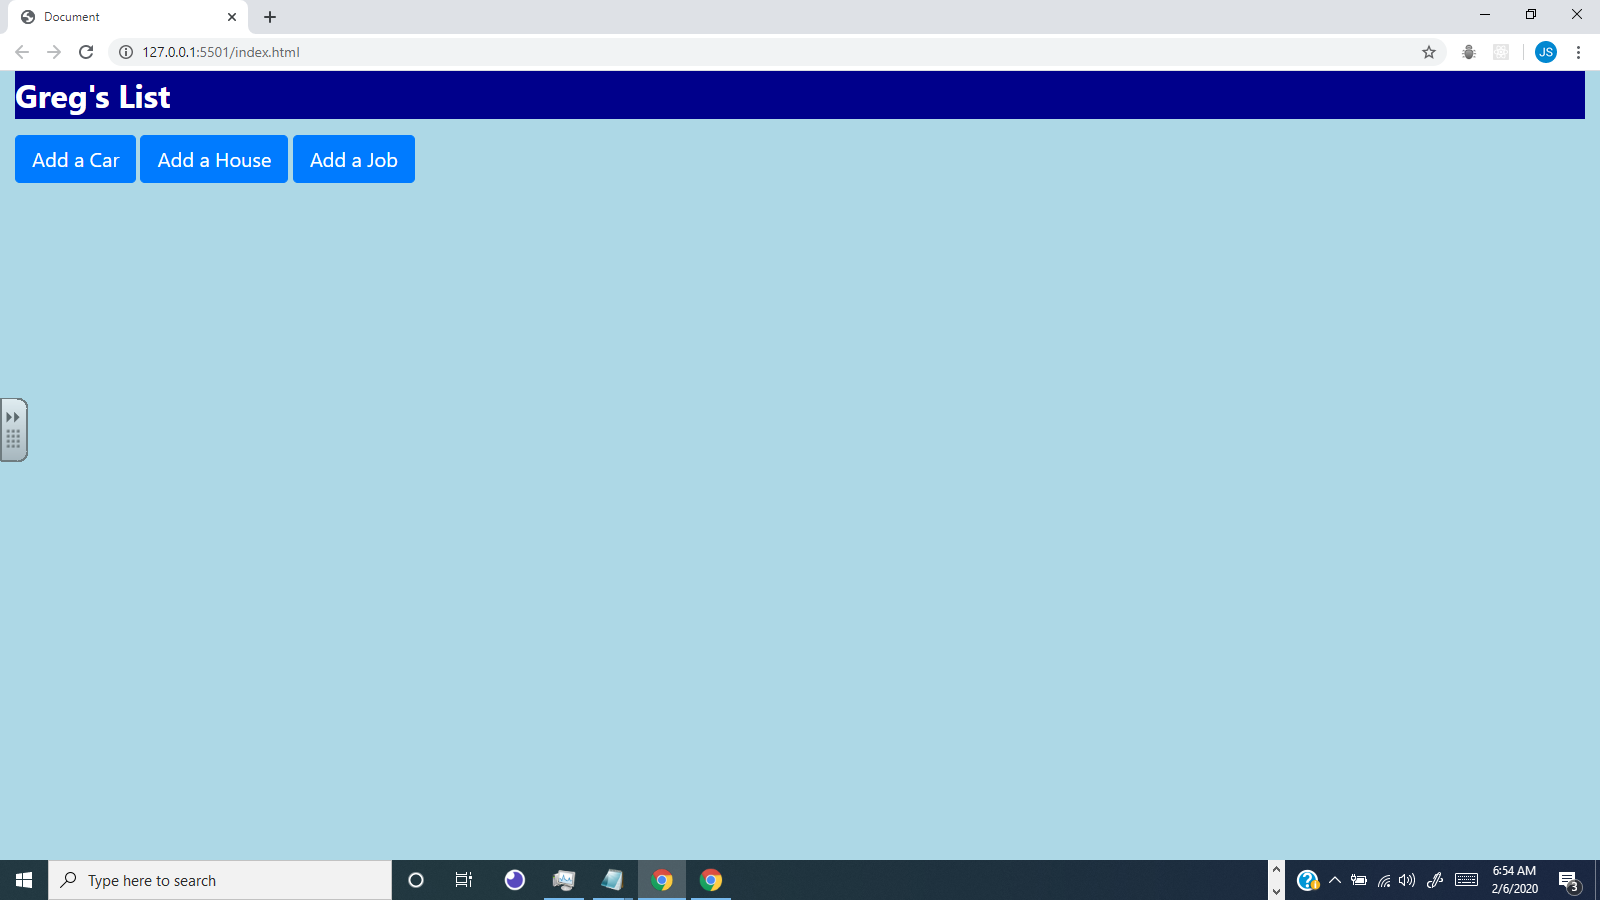 Document
127.0.0.1:5501/index.html
JS
Greg's List
Add a Car
Add a House
Add a Job
Type here to search
6:54 AM
2/6/2020
3